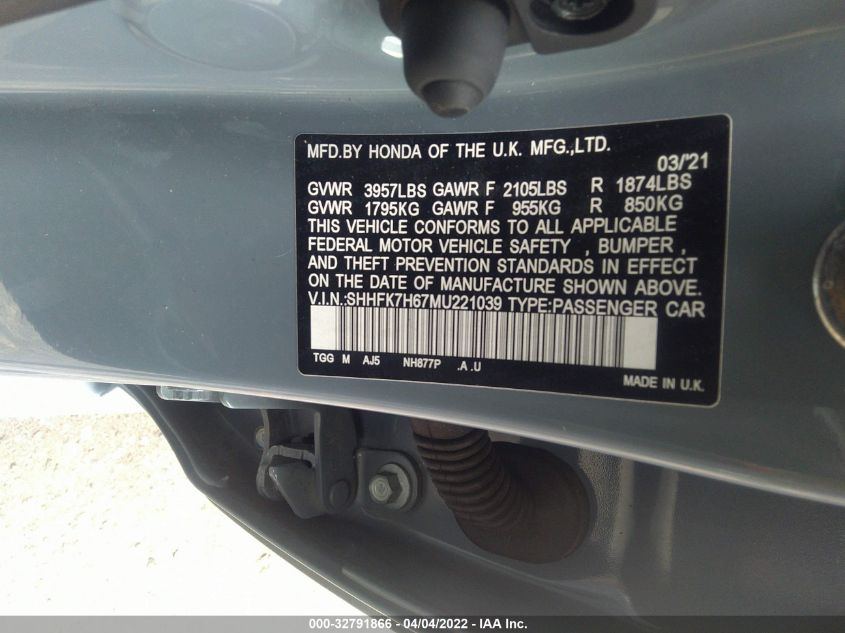 MFD.BY HONDA OF THE U.K. MFG.,LTD.
03/'21
GVWR 3957LBS GAWR F 2105LBS R 1874LBS
GVWR 1795KG GAWR F 955KG R 850KG
THIS VEHICLE CONFORMS TO ALL APPLICABLE
FEDERAL MOTOR VEHICLE SAFETY , BUMPER ,
AND THEFT PREVENTION STANDARDS IN EFFECT
ON THE DATE OF MANUFACTURE SHOWN ABOVE.
V.I.N.:SHHFK7H67MU221039 TYPE:PASSENGER CAR
TGG M AJ5 NH877P .A .U
MADE IN U.K.
000-32791866 - 04/04/2022 - IAA Inc.